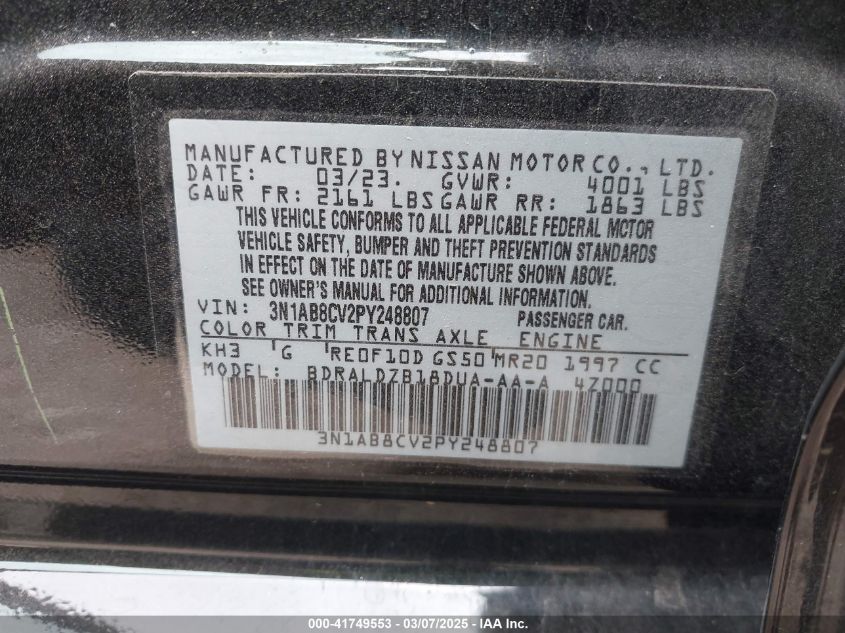 MANUFACTURED BY NISSAN MOTOR CO., LTD.
DATE: 03/23. GVWR: 4001 LBS
GAWR FR: 2161 LBS GAWR RR: 1863 LBS
THIS VEHICLE CONFORMS TO ALL APPLICABLE FEDERAL MOTOR
VEHICLE SAFETY, BUMPER AND THEFT PREVENTION STANDARDS
IN EFFECT ON THE DATE OF MANUFACTURE SHOWN ABOVE.
SEE OWNER'S MANUAL FOR ADDITIONAL INFORMATION.
VIN: 3N1AB8CV2PY248807 PASSENGER CAR.
COLOR TRIM TRANS AXLE ENGINE
KH3 'G 'RE0F10D GS50'MR20 1997 CC
MODEL: BDRALDZB18DUA-AA-A 4Z000
3N1AB8CV2PY248807
000-41749553 - 03/07/2025 - IAA Inc.